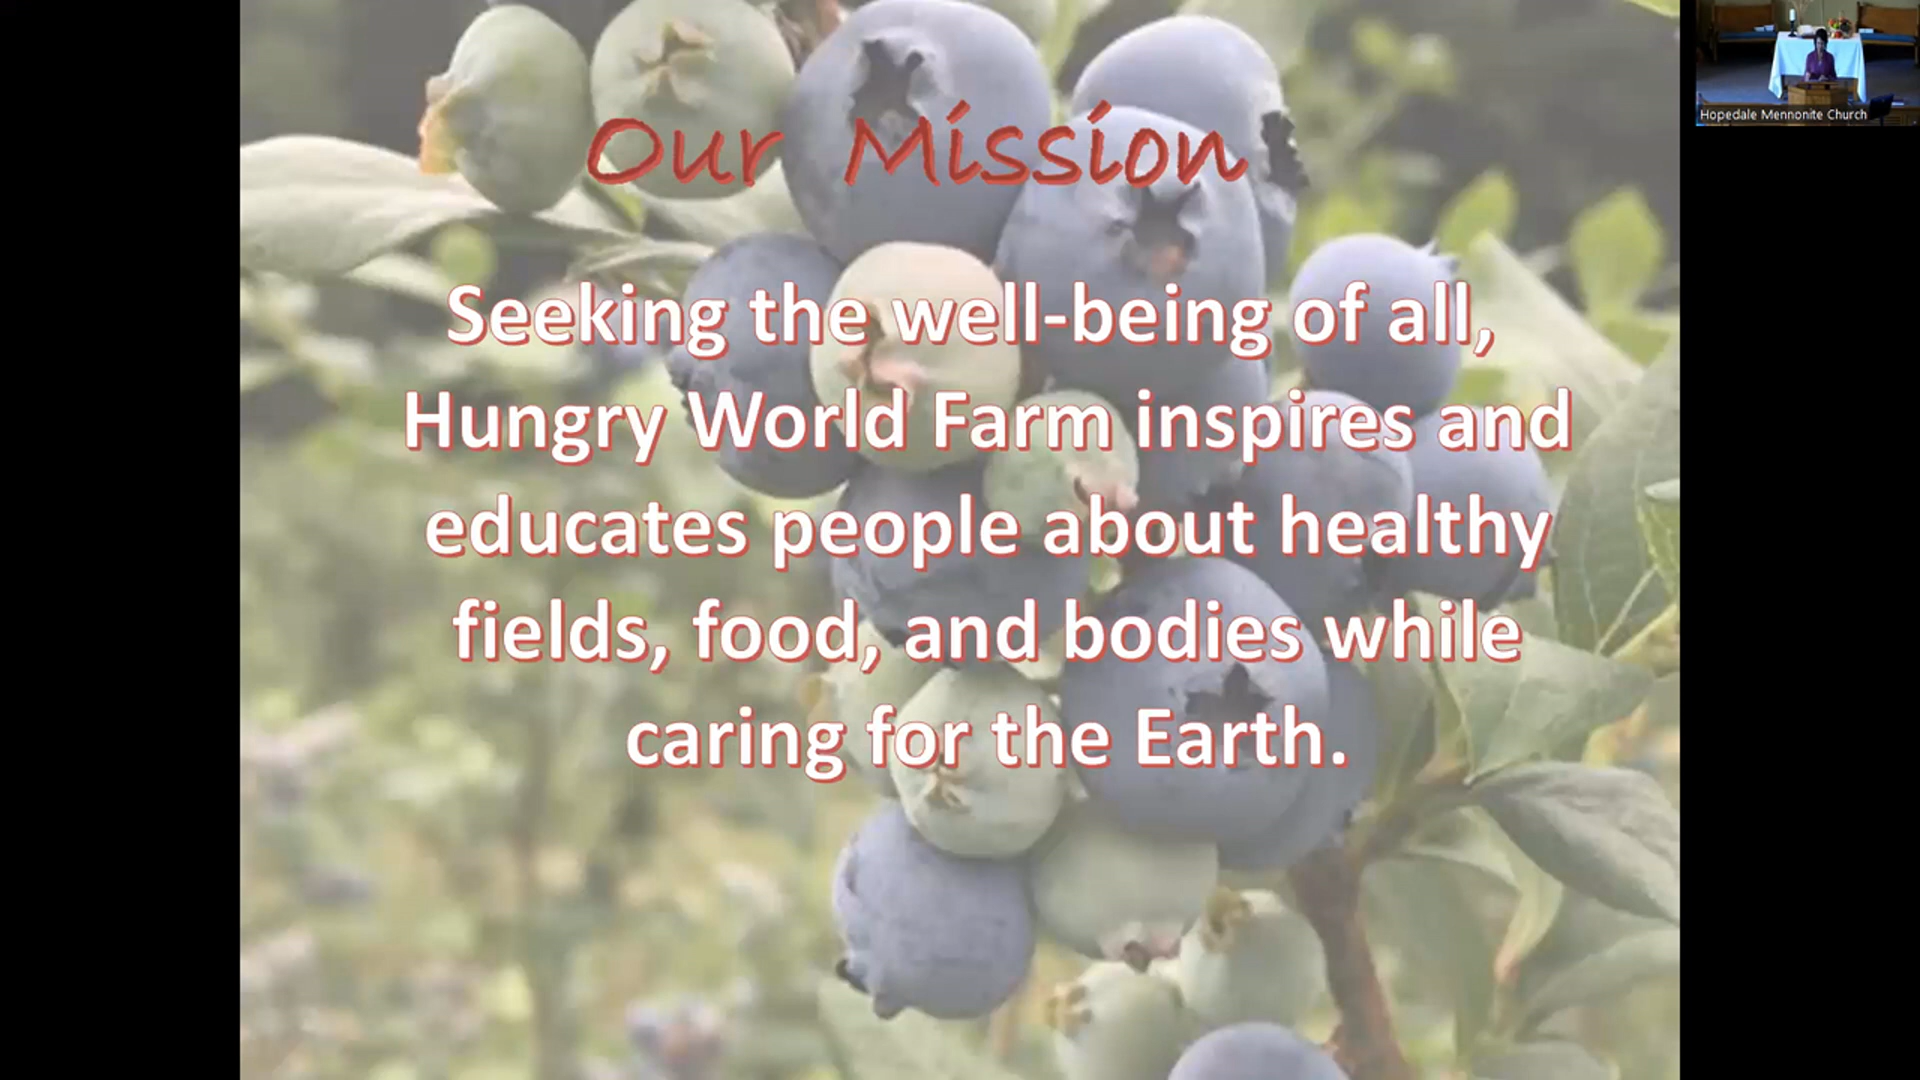 Our Mission
Seeking the well-being of all,
Hungry World Farm inspires and
educates people about healthy
fields, food, and bodies while
caring for the Earth.
Hopedale Mennonite Church